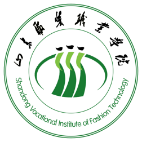 山东服装职业学院
Shandong Vocational Institute of Fashion Technology